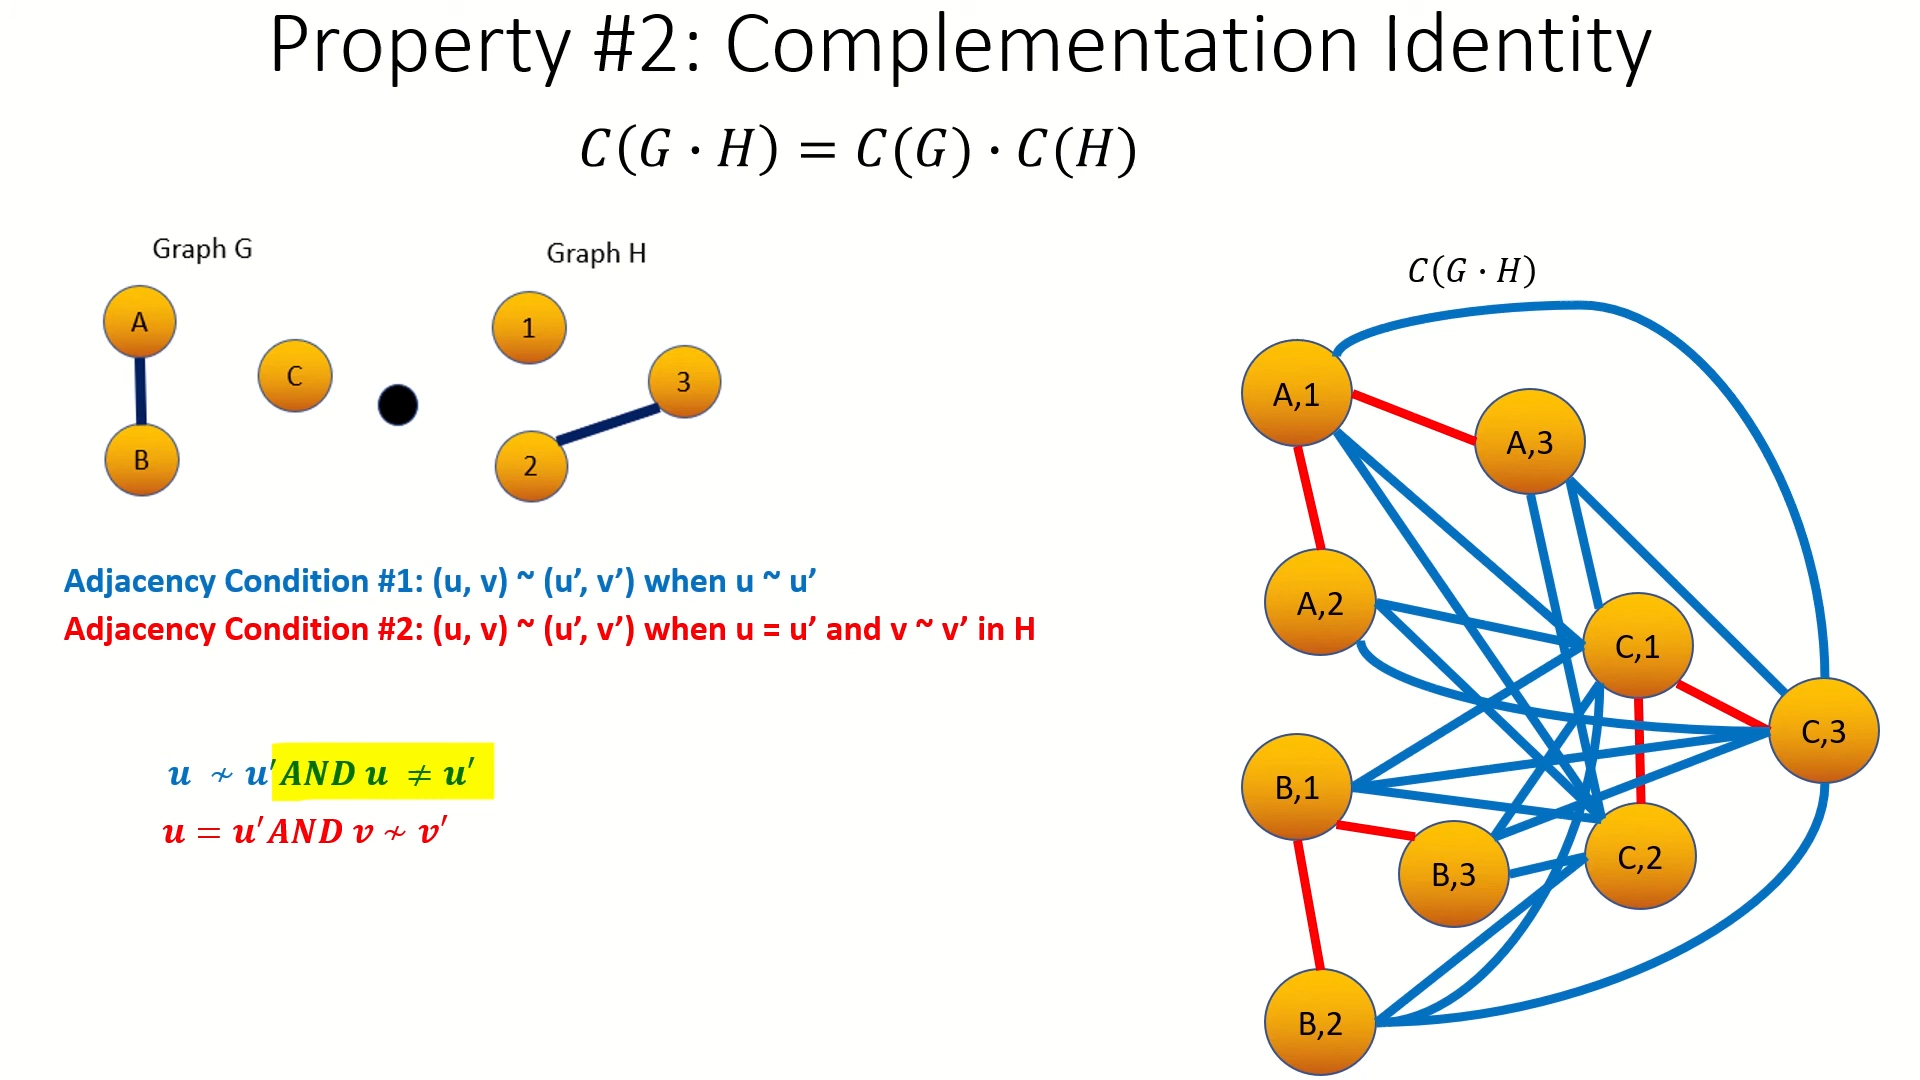 Property #2: Complementation Identity
C(G · H) = C(G) · C(H)
Graph G
Graph H
A
B
C
1
2
3
Adjacency Condition #1: (u, v) ~ (u’, v’) when u ~ u’
Adjacency Condition #2: (u, v) ~ (u’, v’) when u = u’ and v ~ v’ in H
u ≁ u′ AND u ≠ u′
u = u′ AND v ≁ v′
C(G · H)
A,1
A,3
A,2
C,1
C,3
B,1
B,3
C,2
B,2